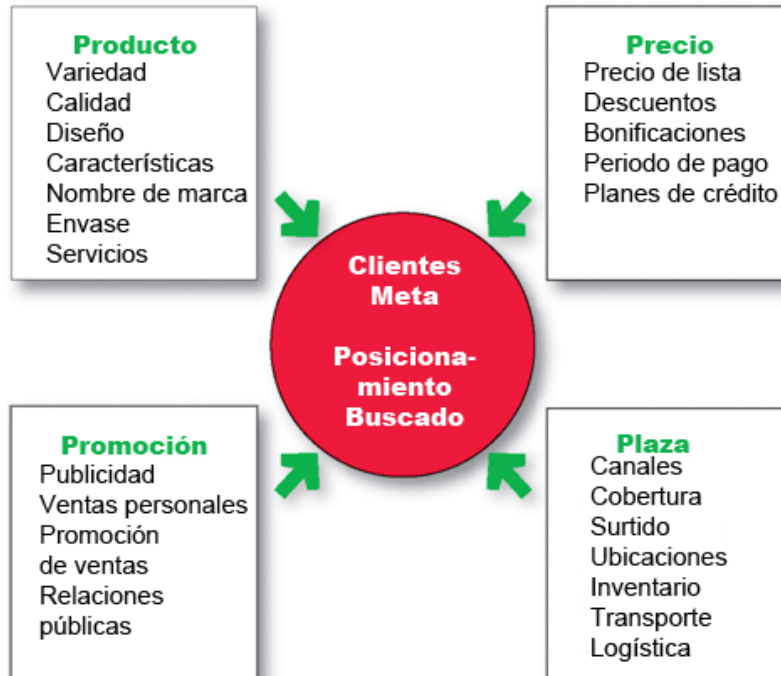 Producto
Variedad
Calidad
Diseño
Características
Nombre de marca
Envase
Servicios
Precio
Precio de lista
Descuentos
Bonificaciones
Periodo de pago
Planes de crédito
Clientes
Meta
Posiciona-
miento
Buscado
Promoción
Publicidad
Ventas personales
Promoción
de ventas
Relaciones
públicas
Plaza
Canales
Cobertura
Surtido
Ubicaciones
Inventario
Transporte
Logística